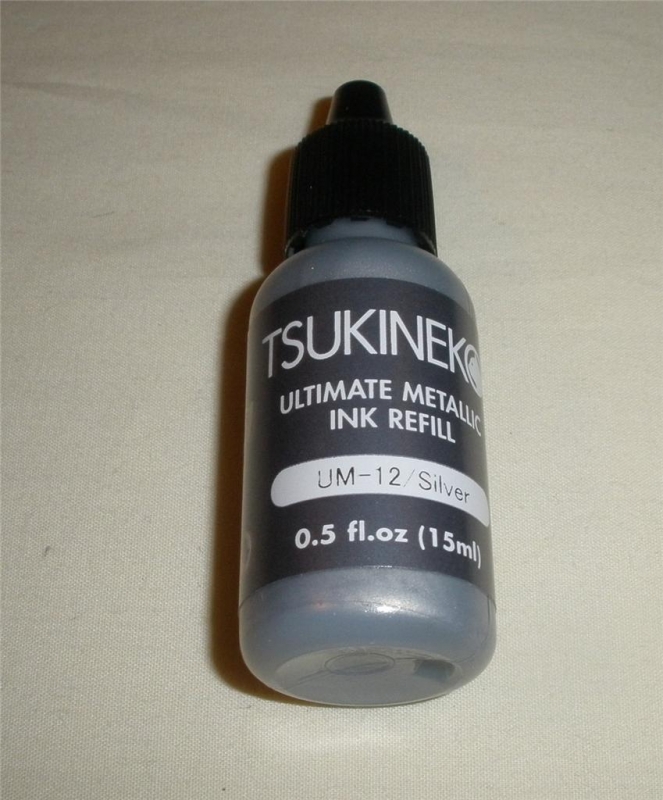 TSUKINEKO
ULTIMATE METALLIC
INK REFILL
UM-12/Silver
0.5 fl.oz (15ml)